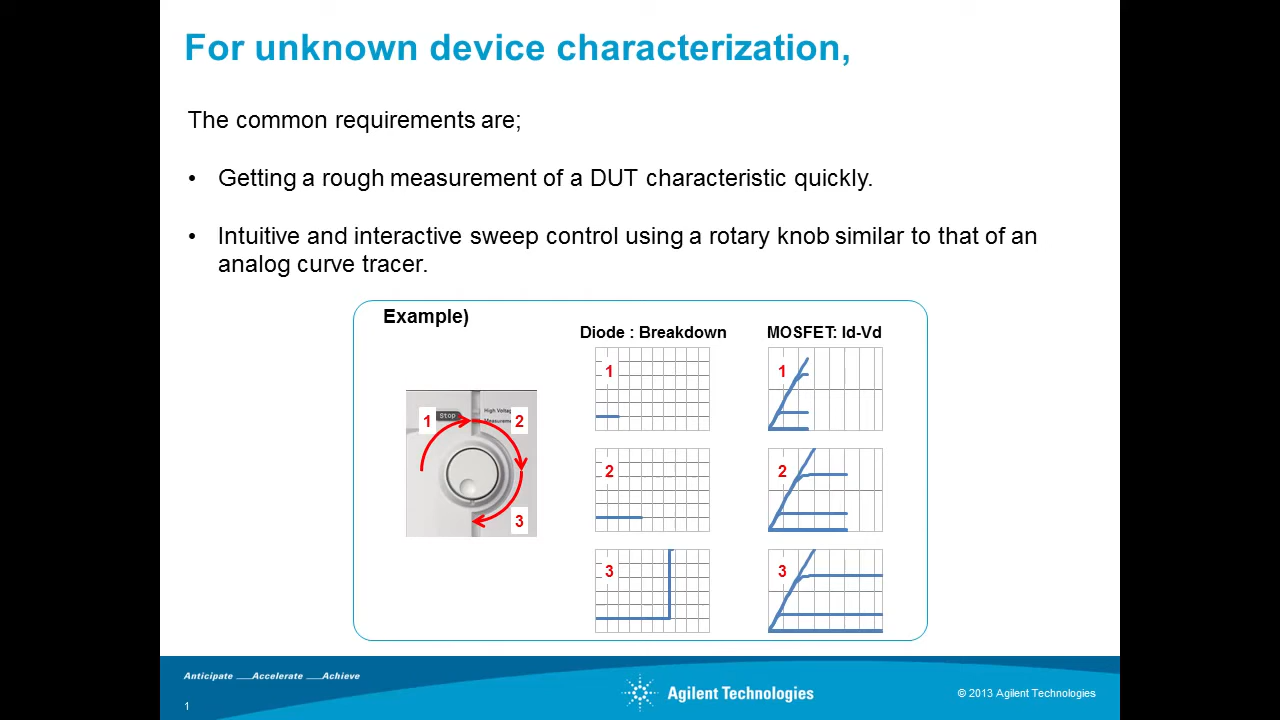 For unknown device characterization,
The common requirements are;
• Getting a rough measurement of a DUT characteristic quickly.
• Intuitive and interactive sweep control using a rotary knob similar to that of an
analog curve tracer.
Example)
Diode : Breakdown
MOSFET: Id-Vd
Stop
High Voltage
1
2
3
1
1
2
2
3
3
Anticipate ___Accelerate ___Achieve
Agilent Technologies
© 2013 Agilent Technologies
1